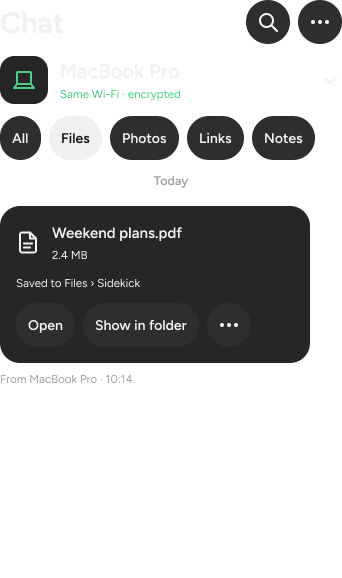 Chat
MacBook Pro
Same Wi-Fi · encrypted
All
Files
Photos
Links
Notes
Today
Weekend plans.pdf
2.4 MB
Saved to Files › Sidekick
Open
Show in folder
From MacBook Pro · 10:14